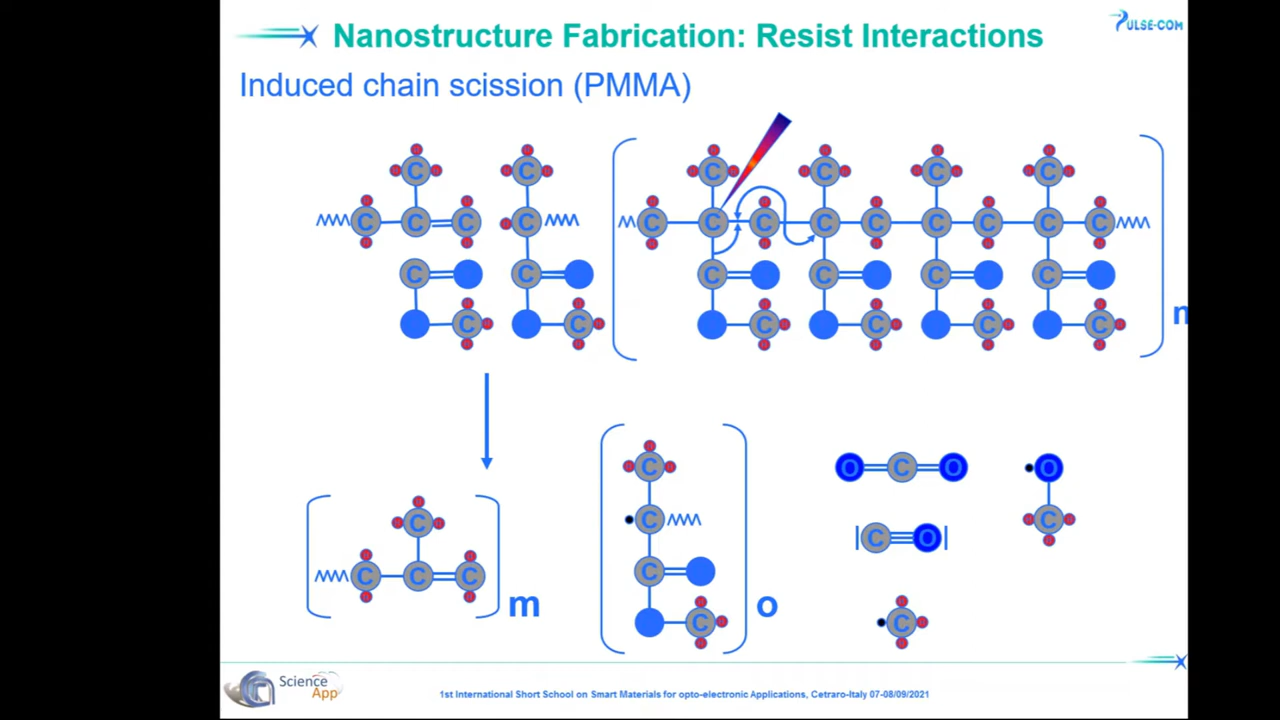 PULSE-COM
Nanostructure Fabrication: Resist Interactions
Induced chain scission (PMMA)
C C C C C C
C C C C C C C C C C C C C
C C C C C C
n
C C C C C C
C O C O O
C C C
C O
C C C C
m o
C C
Science
App
1st International Short School on Smart Materials for opto-electronic Applications, Cetraro-Italy 07-08/09/2021